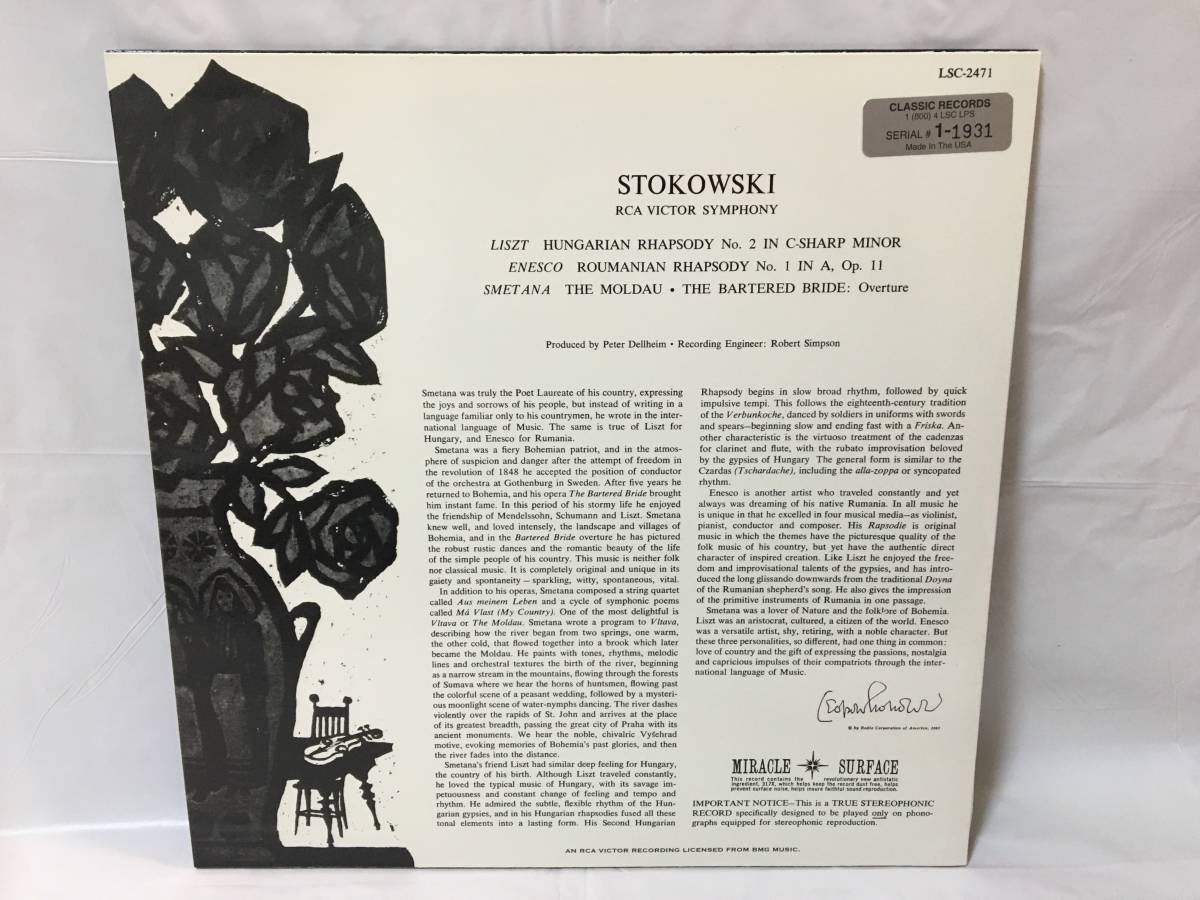 LSC-2471
CLASSIC RECORDS
1 (800) 4 LSC LPS
SERIAL # 1-1931
Made In The USA
STOKOWSKI
RCA VICTOR SYMPHONY
LISZT HUNGARIAN RHAPSODY No. 2 IN C-SHARP MINOR
ENESCO ROUMANIAN RHAPSODY No. 1 IN A, Op. 11
SMETANA THE MOLDAU • THE BARTERED BRIDE: Overture
Produced by Peter Dellheim • Recording Engineer: Robert Simpson
Smetana was truly the Poet Laureate of his country, expressing
the joys and sorrows of his people, but instead of writing in a
language familiar only to his countrymen, he wrote in the inter-
national language of Music. The same is true of Liszt for
Hungary, and Enesco for Rumania.
Smetana was a fiery Bohemian patriot, and in the atmos-
phere of suspicion and danger after the attempt of freedom in
the revolution of 1848 he accepted the position of conductor
of the orchestra at Gothenburg in Sweden. After five years he
returned to Bohemia, and his opera The Bartered Bride brought
him instant fame. In this period of his stormy life he enjoyed
the friendship of Mendelssohn, Schumann and Liszt. Smetana
knew well, and loved intensely, the landscape and villages of
Bohemia, and in the Bartered Bride overture he has pictured
the robust rustic dances and the romantic beauty of the life
of the simple people of his country. This music is neither folk
nor classical music. It is completely original and unique in its
gaiety and spontaneity – sparkling, witty, spontaneous, vital.
In addition to his operas, Smetana composed a string quartet
called Aus meinem Leben and a cycle of symphonic poems
called Má Vlast (My Country). One of the most delightful is
Vltava or The Moldau. Smetana wrote a program to Vltava,
describing how the river began from two springs, one warm,
the other cold, that flowed together into a brook which later
became the Moldau. He paints with tones, rhythms, melodic
lines and orchestral textures the birth of the river, beginning
as a narrow stream in the mountains, flowing through the forests
of Sumava where we hear the horns of huntsmen, flowing past
the colorful scene of a peasant wedding, followed by a mysteri-
ous moonlight scene of water-nymphs dancing. The river dashes
violently over the rapids of St. John and arrives at the place
of its greatest breadth, passing the great city of Praha with its
ancient monuments. We hear the noble, chivalric Vyšehrad
motive, evoking memories of Bohemia's past glories, and then
the river fades into the distance.
Smetana's friend Liszt had similar deep feeling for Hungary,
the country of his birth. Although Liszt traveled constantly,
he loved the typical music of Hungary, with its savage im-
petuousness and constant change of feeling and tempo and
rhythm. He admired the subtle, flexible rhythm of the Hun-
garian gypsies, and in his Hungarian rhapsodies fused all these
tonal elements into a lasting form. His Second Hungarian
Rhapsody begins in slow broad rhythm, followed by quick
impulsive tempi. This follows the eighteenth-century tradition
of the Verbunkoche, danced by soldiers in uniforms with swords
and spears—beginning slow and ending fast with a Friska. An-
other characteristic is the virtuoso treatment of the cadenzas
for clarinet and flute, with the rubato improvisation beloved
by the gypsies of Hungary The general form is similar to the
Czardas (Tschardache), including the alla-zoppa or syncopated
rhythm.
Enesco is another artist who traveled constantly and yet
always was dreaming of his native Rumania. In all music he
is unique in that he excelled in four musical media—as violinist,
pianist, conductor and composer. His Rapsodie is original
music in which the themes have the picturesque quality of the
folk music of his country, but yet have the authentic direct
character of inspired creation. Like Liszt he enjoyed the free-
dom and improvisational talents of the gypsies, and has intro-
duced the long glissando downwards from the traditional Doyna
of the Rumanian shepherd's song. He also gives the impression
of the primitive instruments of Rumania in one passage.
Smetana was a lover of Nature and the folklore of Bohemia.
Liszt was an aristocrat, cultured, a citizen of the world. Enesco
was a versatile artist, shy, retiring, with a noble character. But
these three personalities, so different, had one thing in common:
love of country and the gift of expressing the passions, nostalgia
and capricious impulses of their compatriots through the inter-
national language of Music.
© by Radio Corporation of America, 1961
MIRACLE SURFACE
This record contains the revolutionary new antistatic
ingredient, 317X, which helps keep the record dust free, helps
prevent surface noise, helps insure faithful sound reproduction.
IMPORTANT NOTICE—This is a TRUE STEREOPHONIC
RECORD specifically designed to be played only on phono-
graphs equipped for stereophonic reproduction.
AN RCA VICTOR RECORDING LICENSED FROM BMG MUSIC.